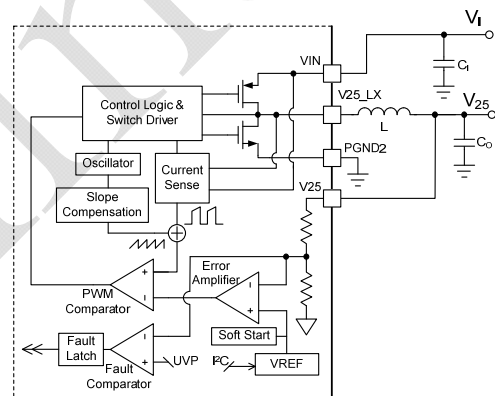 VI
VIN
CI
V25_LX
V25
Control Logic &
Switch Driver
L
CO
Oscillator
Current
Sense
PGND2
Slope
Compensation
V25
+
Error
Amplifier
PWM
Comparator
+
I
I
+
Soft Start
Fault
Latch
I
+
UVP
I²C
VREF
Fault
Comparator